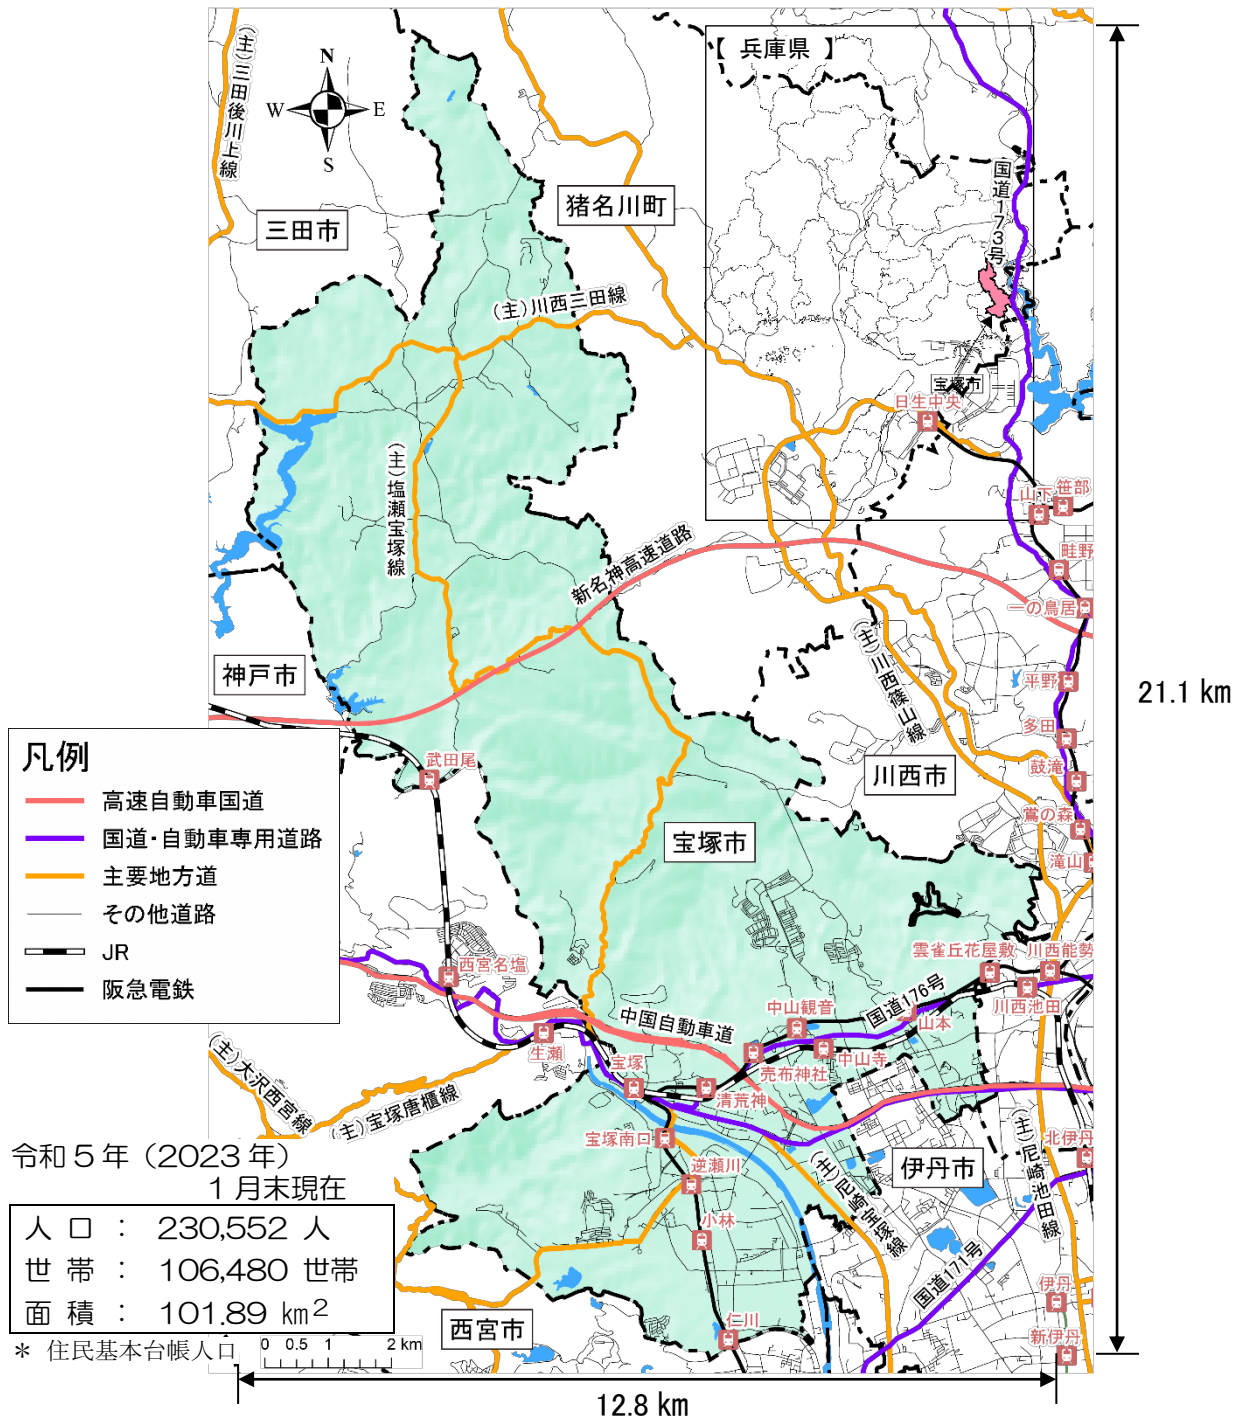 【 兵庫県 】
N
W
E
S
(主)三田後川上線
三田市
猪名川町
国道173号
(主)川西三田線
宝塚市
日生中央
山下
笹部
畦野
一の鳥居
(主)塩瀬宝塚線
新名神高速道路
(主)川西篠山線
神戸市
平野
多田
鼓滝
鶯の森
滝山
21.1 km
川西市
武田尾
宝塚市
凡例
高速自動車国道
国道・自動車専用道路
主要地方道
その他道路
JR
阪急電鉄
西宮名塩
生瀬
中国自動車道
宝塚
清荒神
売布神社
中山観音
中山寺
国道176号
山本
雲雀丘花屋敷
川西能勢
川西池田
(主)大沢西宮線
(主)宝塚唐櫃線
宝塚南口
逆瀬川
小林
仁川
(主)尼崎宝塚線
伊丹市
(主)尼崎池田線
北伊丹
国道171号
伊丹
新伊丹
西宮市
令和5年（2023年）
1月末現在
人 口 ： 230,552 人
世 帯 ： 106,480 世帯
面 積 ： 101.89 km2
＊ 住民基本台帳人口
0 0.5 1 2 km
12.8 km